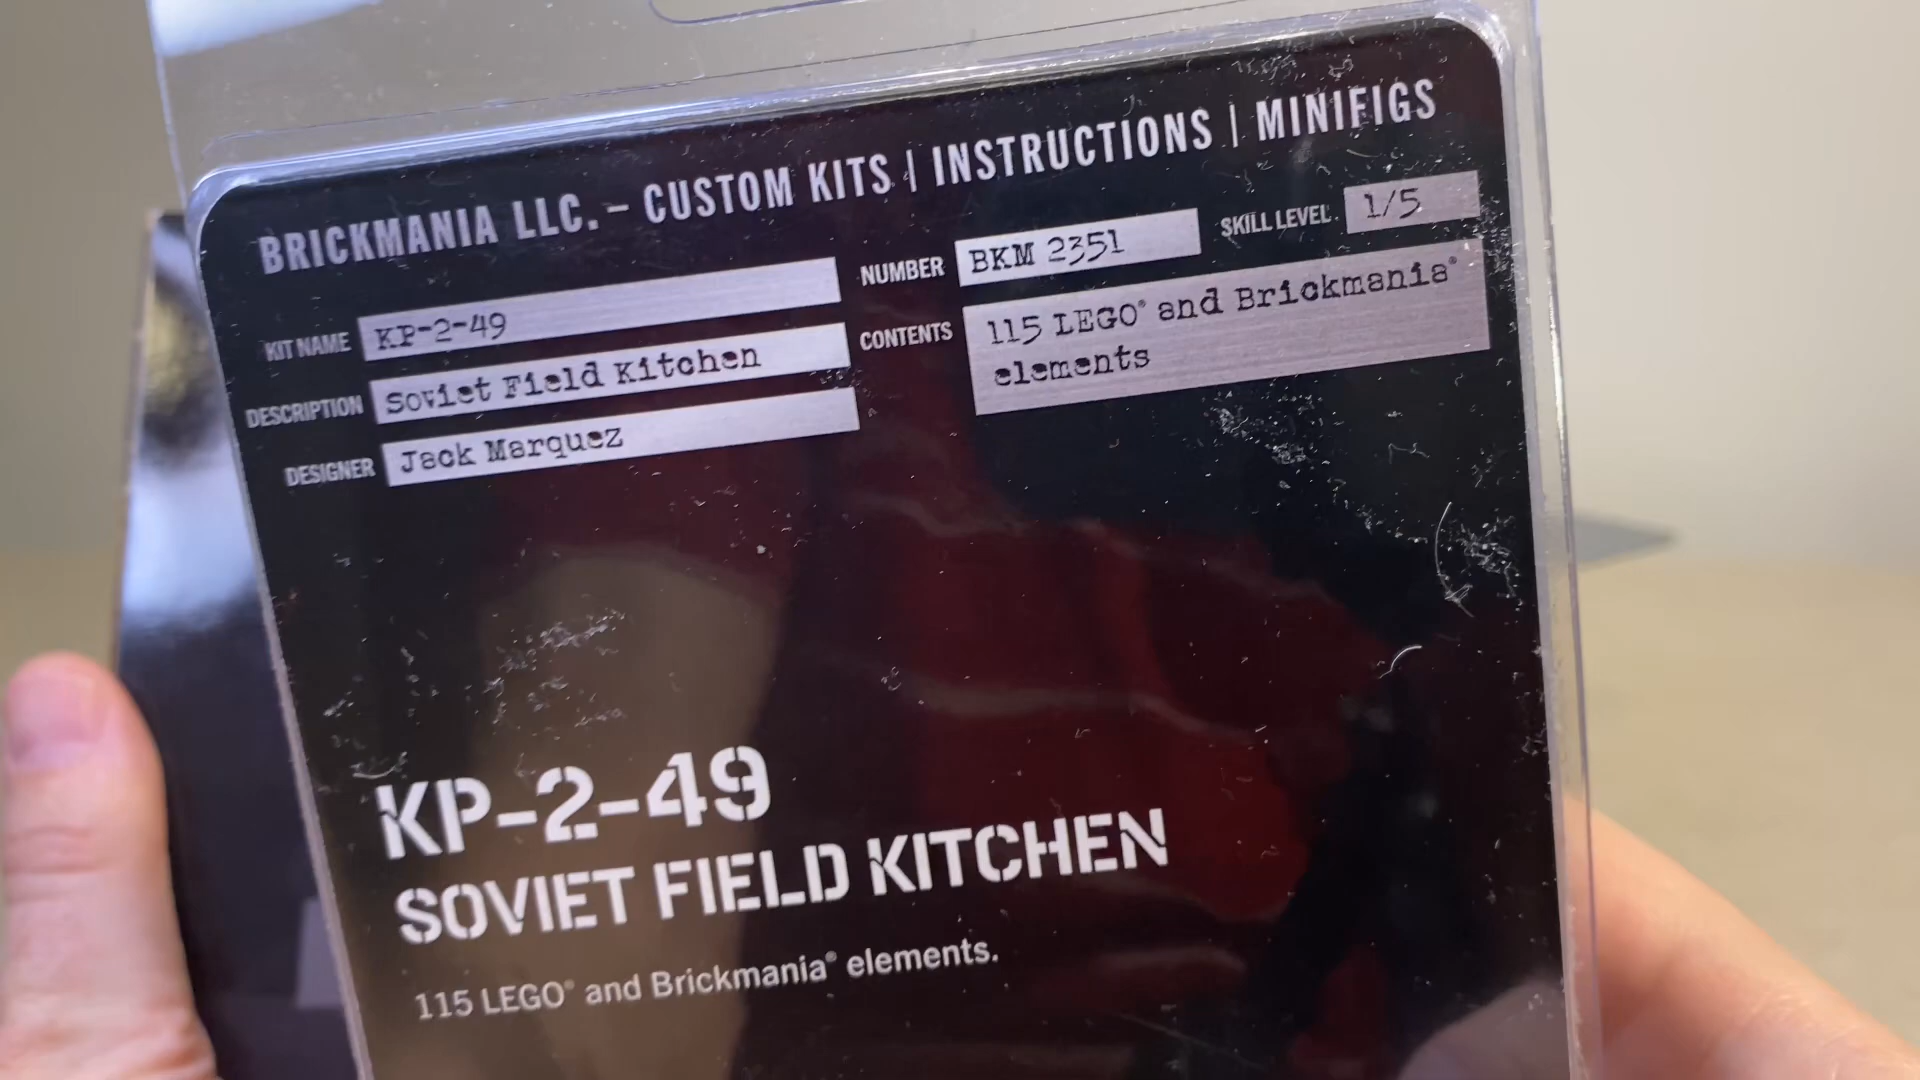 BRICKMANIA LLC. – CUSTOM KITS | INSTRUCTIONS | MINIFIGS
KIT NAME KP-2-49
DESCRIPTION Soviet Field Kitchen
DESIGNER Jack Marquez
NUMBER BKM 2351
SKILL LEVEL. 1/5
CONTENTS 115 LEGO® and Brickmania®
elements
KP-2-49
SOVIET FIELD KITCHEN
115 LEGO® and Brickmania® elements.